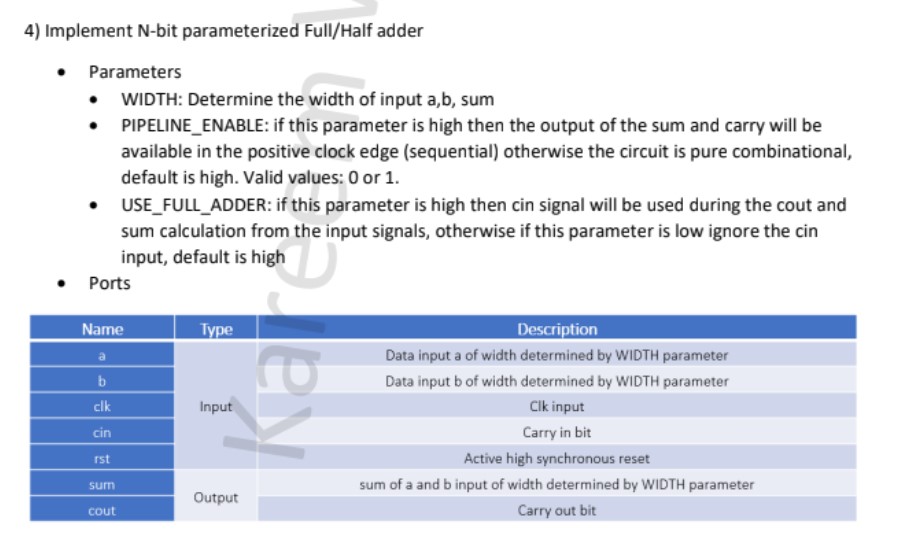 4) Implement N-bit parameterized Full/Half adder
• Parameters
• WIDTH: Determine the width of input a,b, sum
• PIPELINE_ENABLE: if this parameter is high then the output of the sum and carry will be
available in the positive clock edge (sequential) otherwise the circuit is pure combinational,
default is high. Valid values: 0 or 1.
• USE_FULL_ADDER: if this parameter is high then cin signal will be used during the cout and
sum calculation from the input signals, otherwise if this parameter is low ignore the cin
input, default is high
• Ports
Name Type Description
a Data input a of width determined by WIDTH parameter
b Data input b of width determined by WIDTH parameter
clk Input Clk input
cin Carry in bit
rst Active high synchronous reset
sum Output sum of a and b input of width determined by WIDTH parameter
cout Carry out bit
Kareem